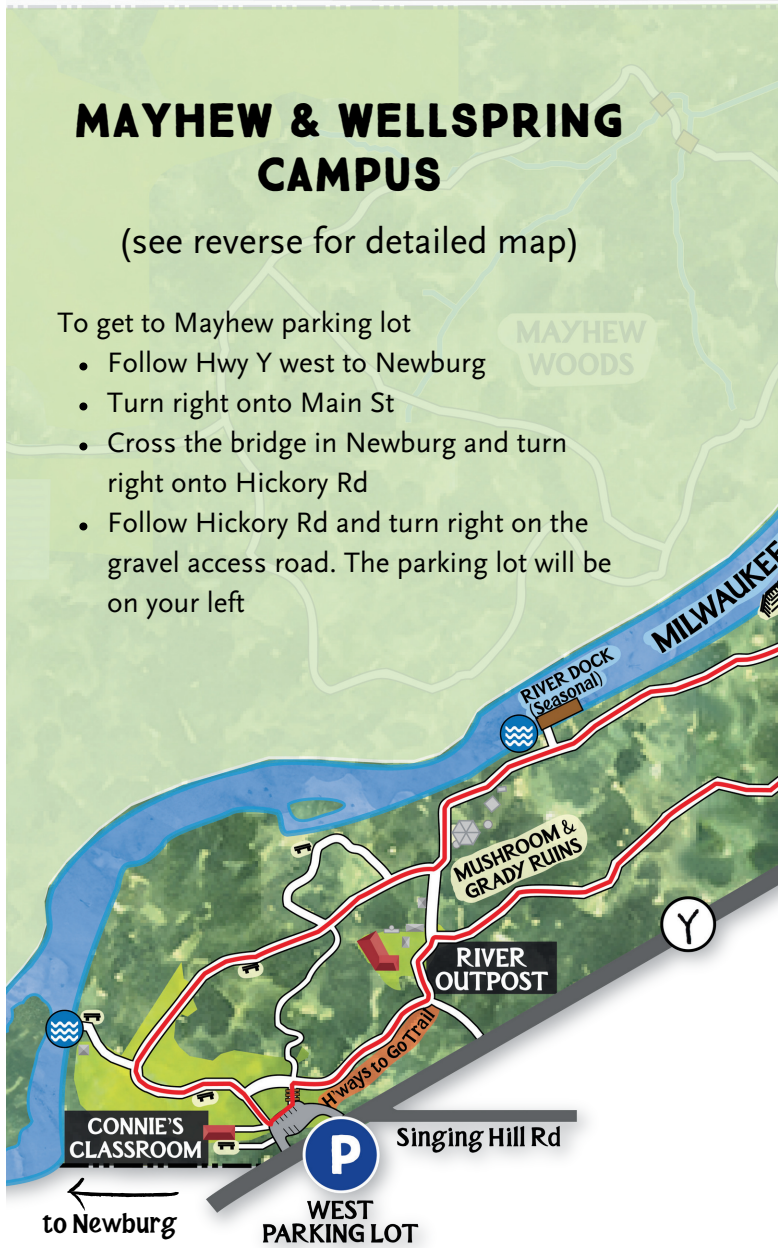 MAYHEW & WELLSPRING
CAMPUS
(see reverse for detailed map)
To get to Mayhew parking lot
• Follow Hwy Y west to Newburg
• Turn right onto Main St
• Cross the bridge in Newburg and turn
right onto Hickory Rd
• Follow Hickory Rd and turn right on the
gravel access road. The parking lot will be
on your left
MAYHEW
WOODS
MILWAUKEE
RIVER DOCK
(Seasonal)
MUSHROOM &
GRADY RUINS
Y
RIVER
OUTPOST
H'ways to Go Trail
CONNIE'S
CLASSROOM
Singing Hill Rd
P
WEST
PARKING LOT
to Newburg